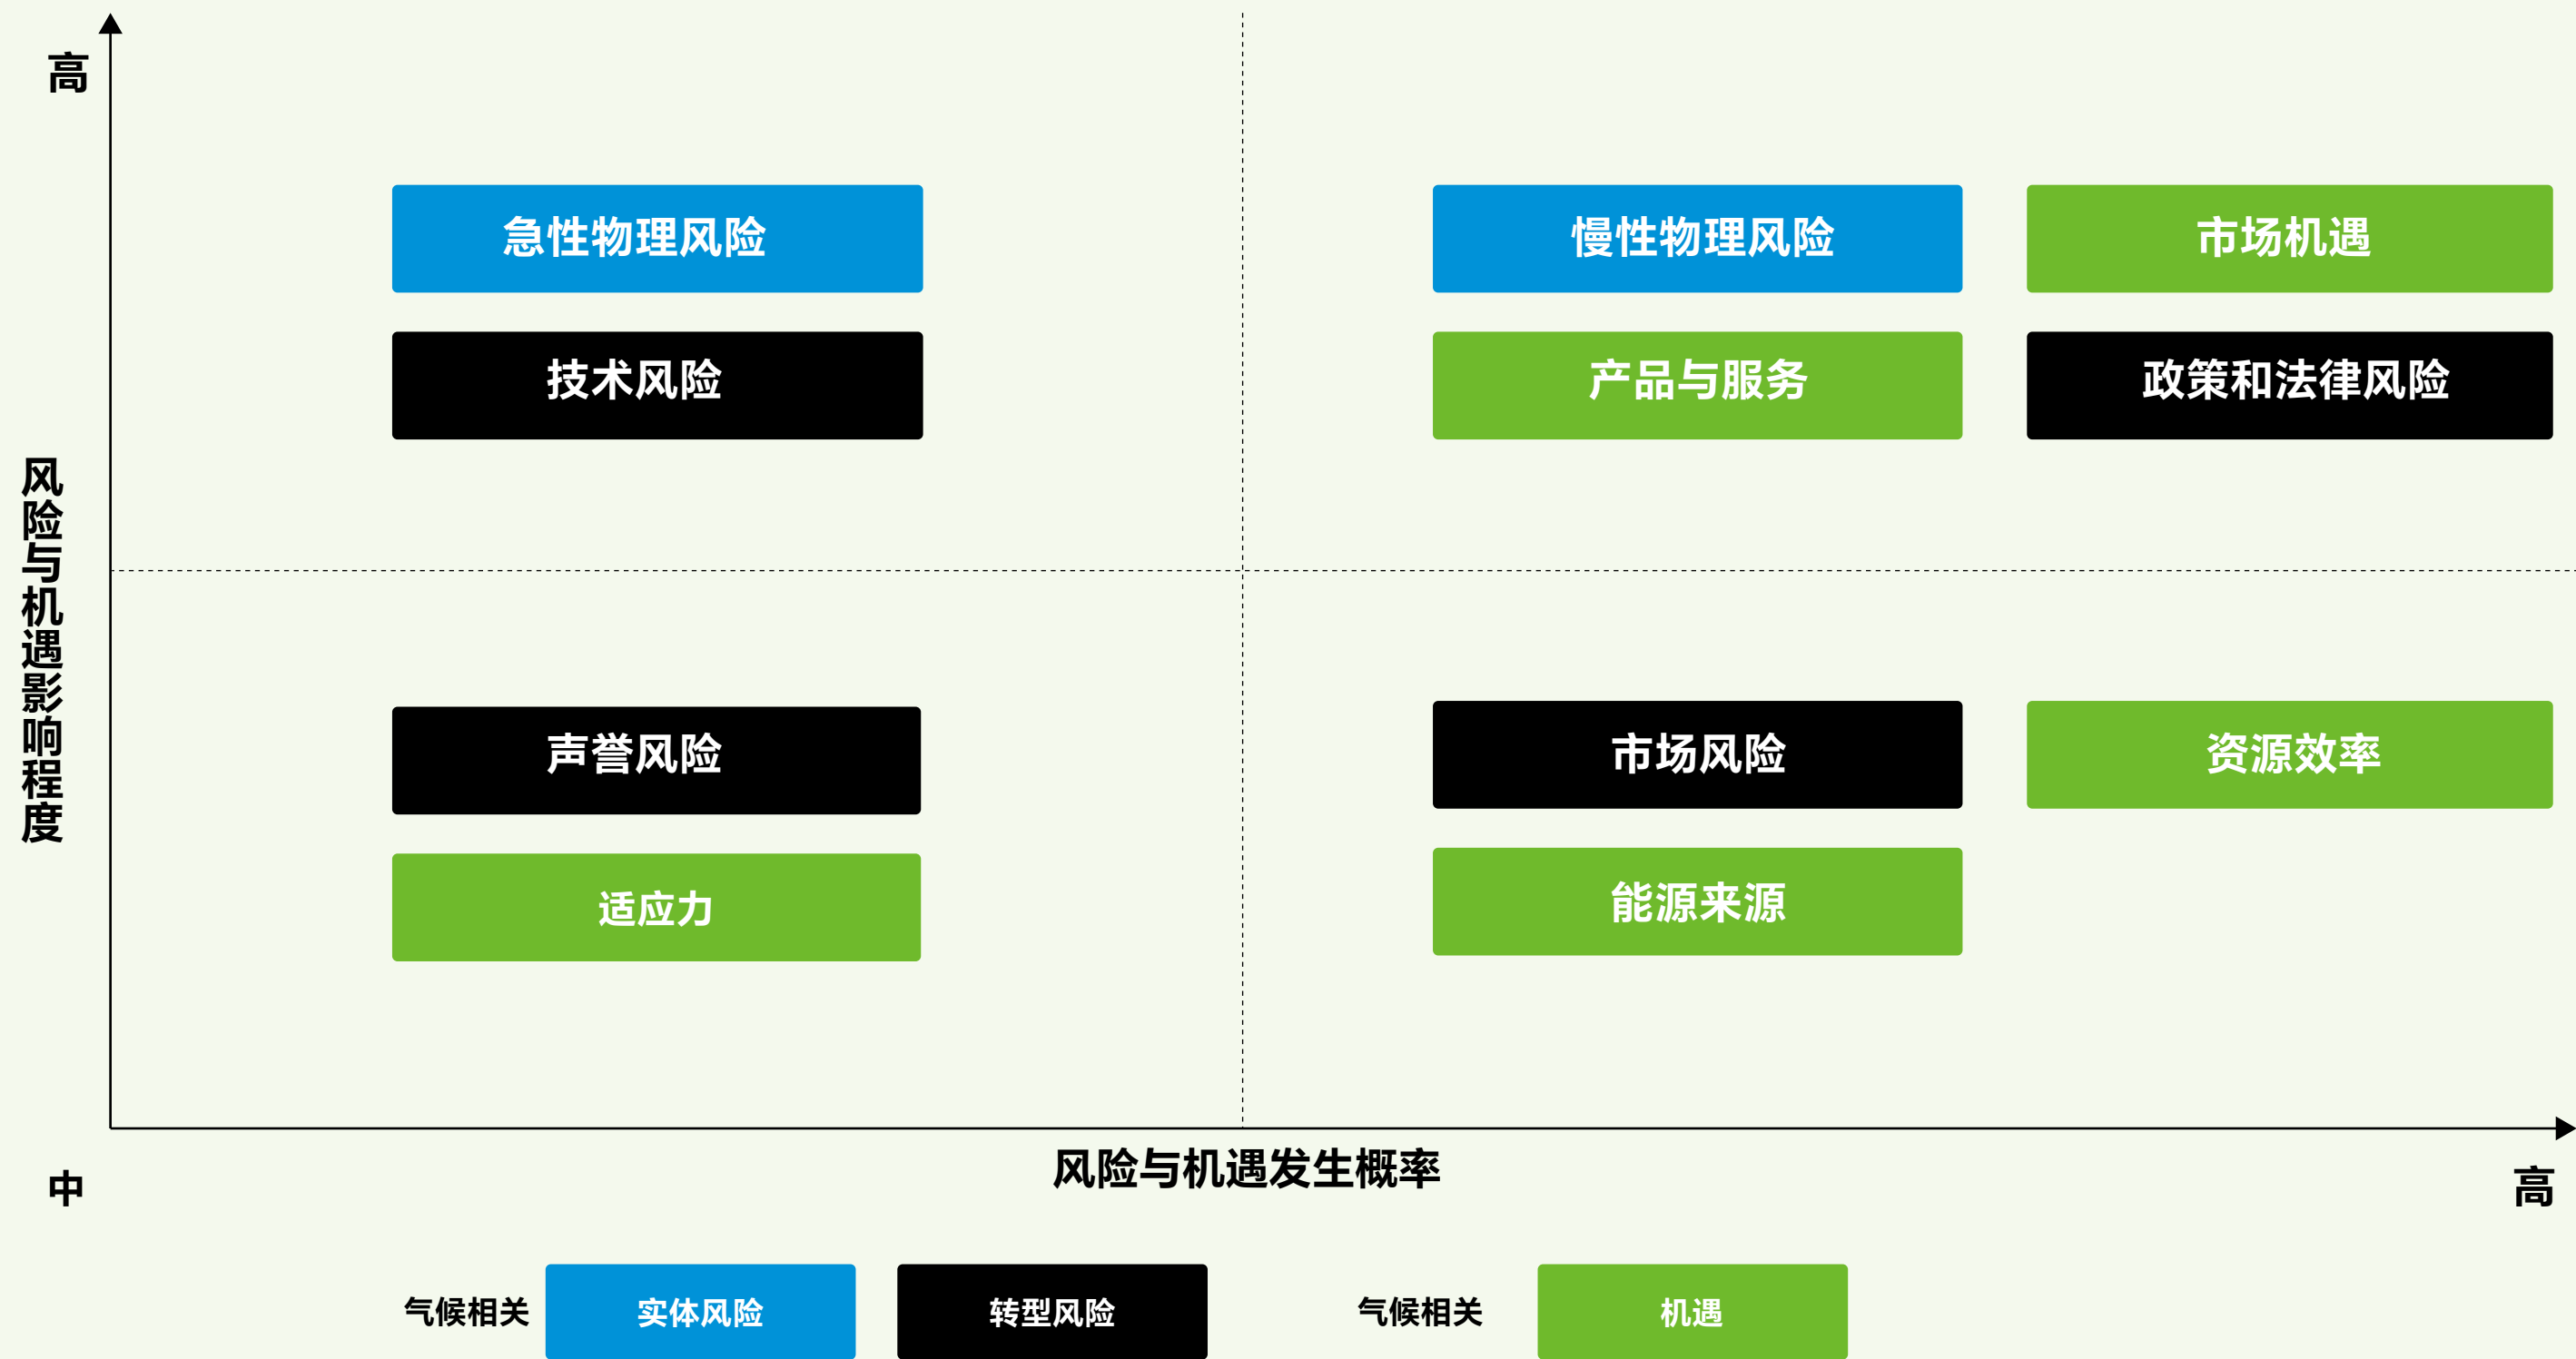 高
急性物理风险
慢性物理风险
市场机遇
技术风险
产品与服务
政策和法律风险
风险与机遇影响程度
声誉风险
市场风险
资源效率
适应力
能源来源
中
风险与机遇发生概率
高
气候相关
实体风险
转型风险
气候相关
机遇